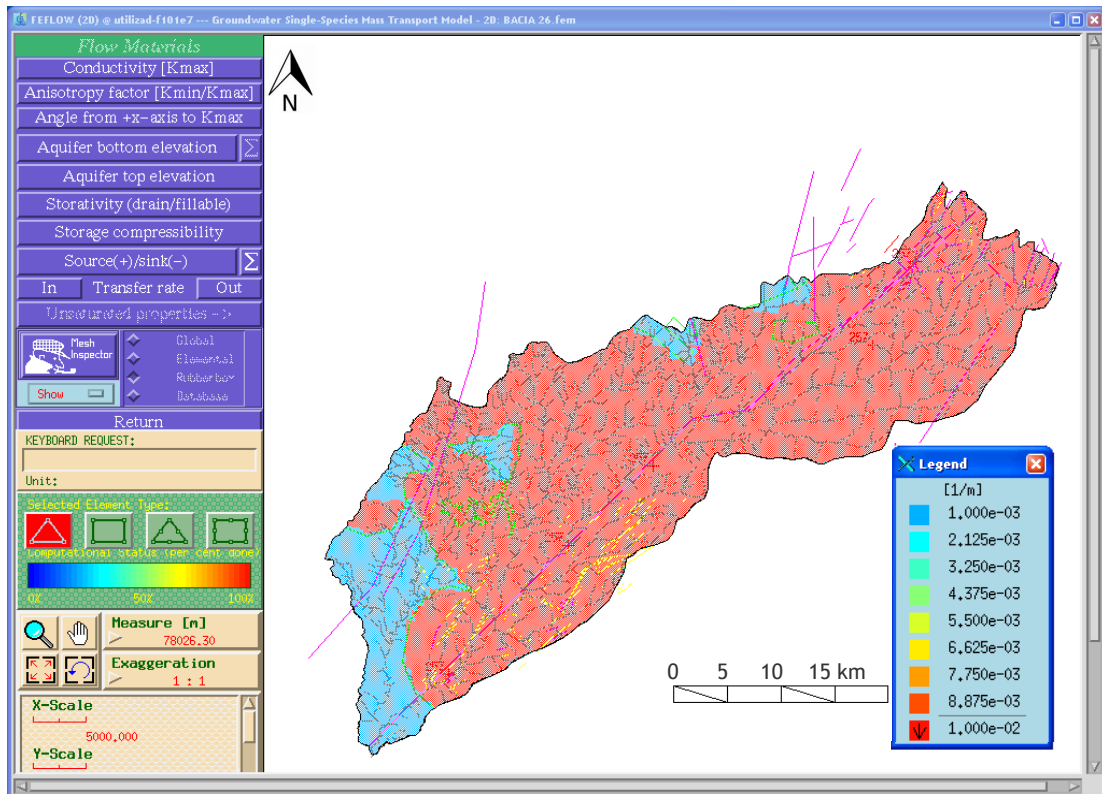 FEFLOW (2D) @ utilizad-f101e7 --- Groundwater Single-Species Mass Transport Model - 2D: BACIA 26.fem
Flow Materials
Conductivity [Kmax]
Anisotropy factor [Kmin/Kmax]
Angle from +x-axis to Kmax
Aquifer bottom elevation Σ
Aquifer top elevation
Storativity (drain/fillable)
Storage compressibility
Source(+)/sink(-) Σ
In Transfer rate Out
Unsaturated properties ->
Mesh
Inspector
Show
Global
Elemental
Rubberbox
Database
Return
KEYBOARD REQUEST:
Unit:
Selected Element Type:
Computational Status (per cent done)
0% 50% 100%
Measure [m]
78026.30
Exaggeration
1 : 1
X-Scale
5000.000
Y-Scale
N
257
0 5 10 15 km
Legend
[1/m]
1.000e-03
2.125e-03
3.250e-03
4.375e-03
5.500e-03
6.625e-03
7.750e-03
8.875e-03
1.000e-02